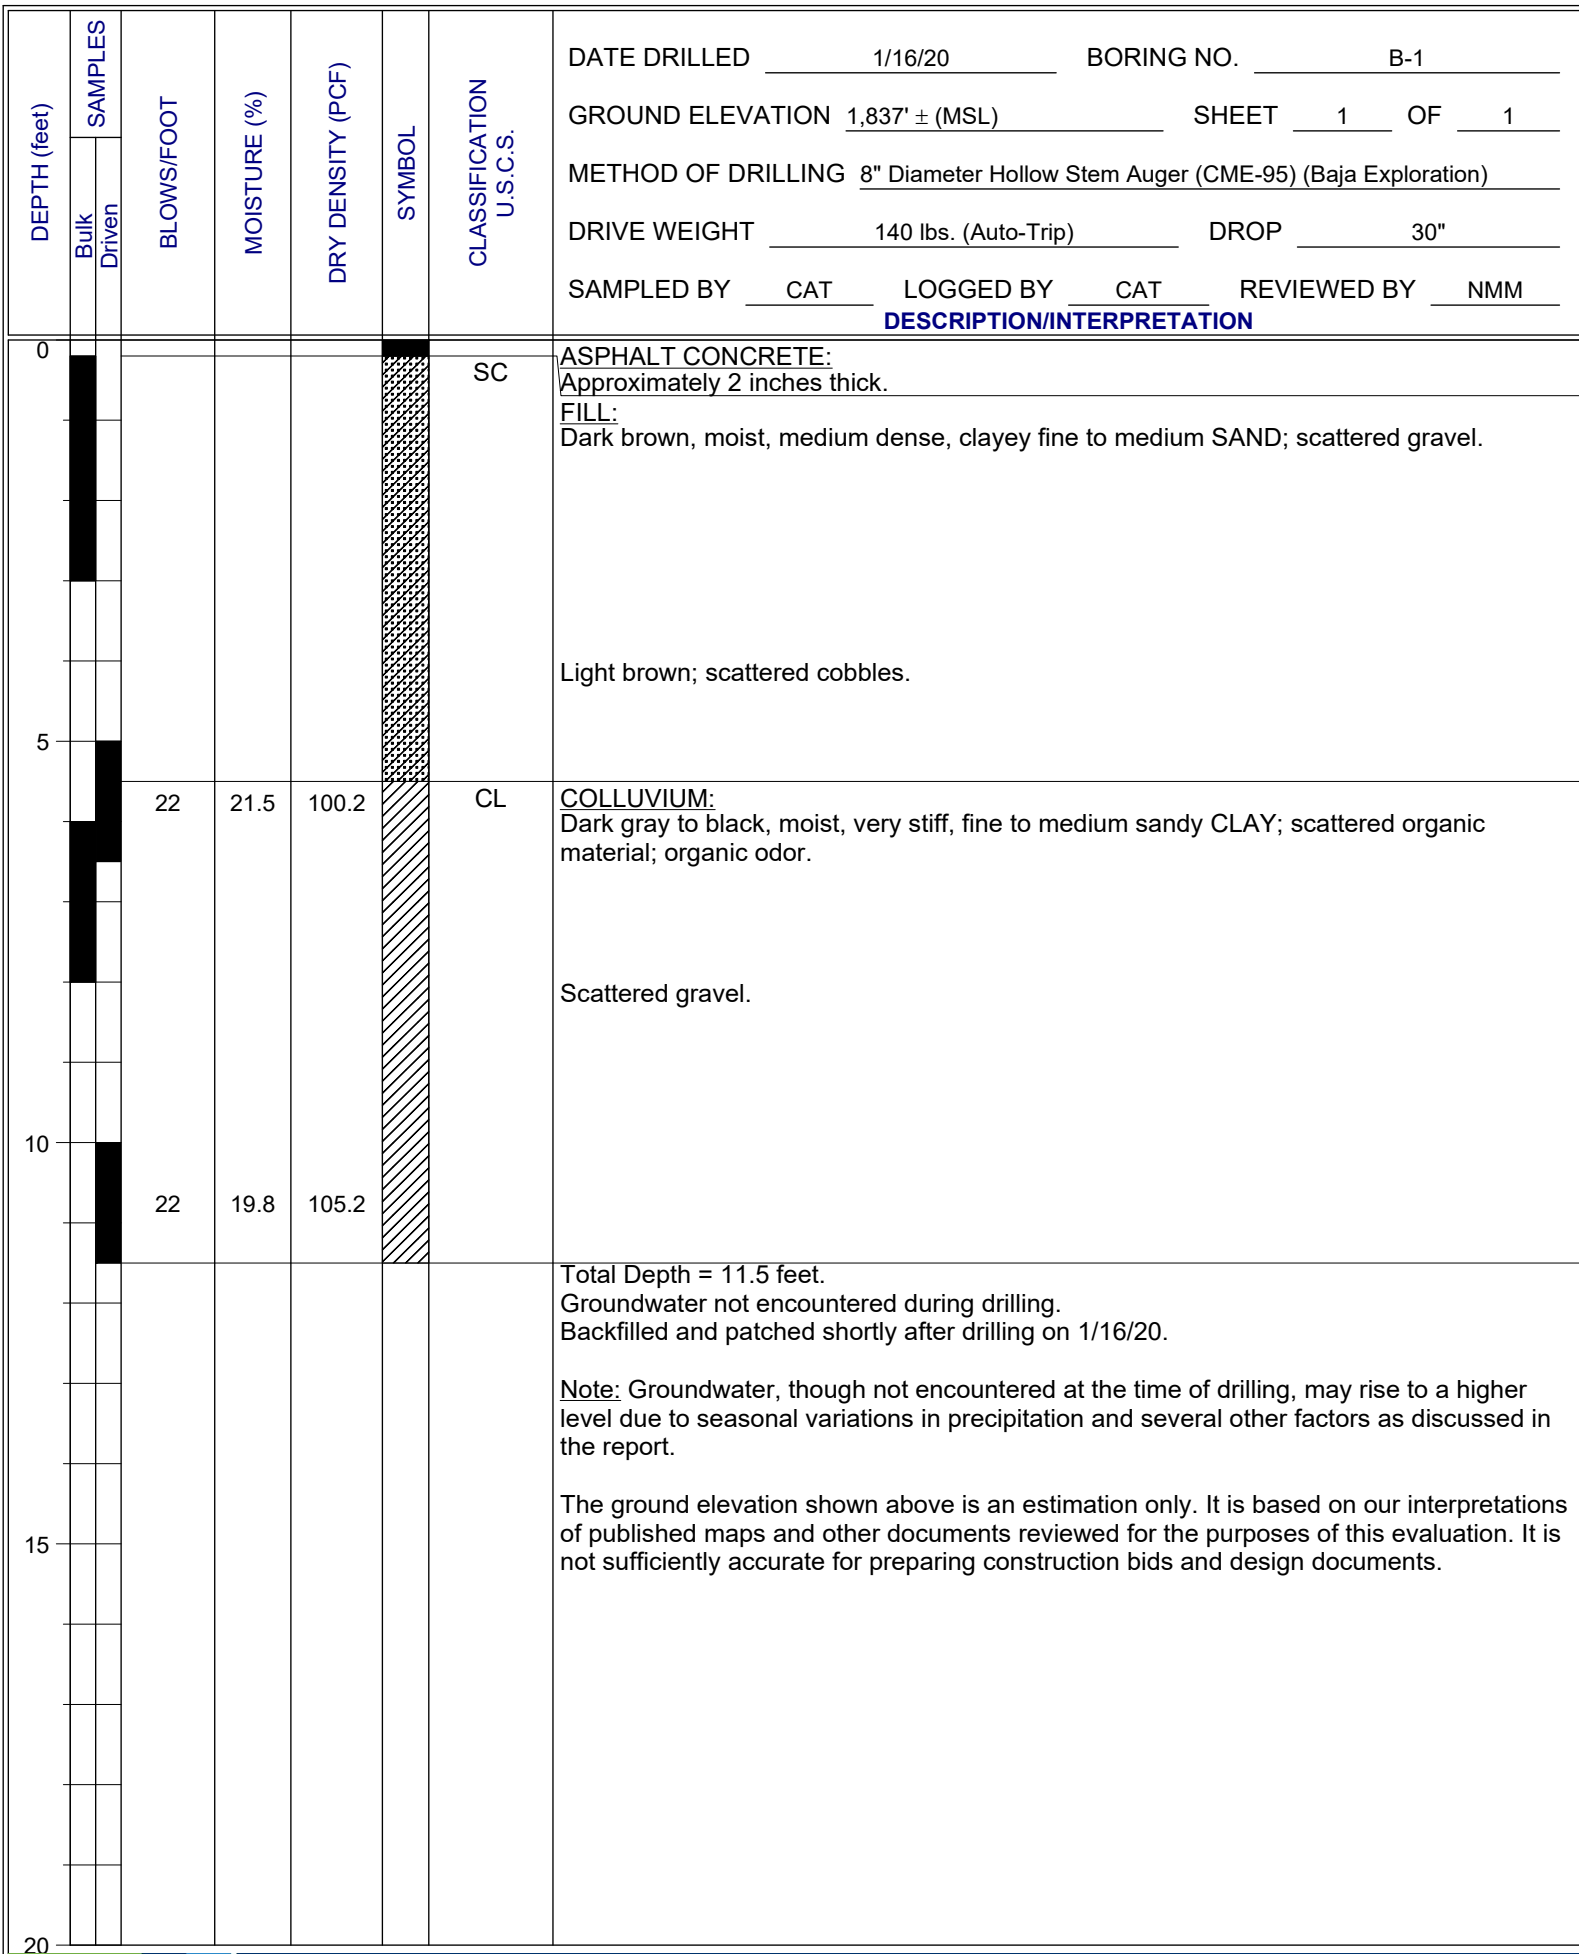 DEPTH (feet)
SAMPLES
Bulk
Driven
BLOWS/FOOT
MOISTURE (%)
DRY DENSITY (PCF)
SYMBOL
CLASSIFICATION
U.S.C.S.
DATE DRILLED 1/16/20 BORING NO. B-1
GROUND ELEVATION 1,837' ± (MSL) SHEET 1 OF 1
METHOD OF DRILLING 8" Diameter Hollow Stem Auger (CME-95) (Baja Exploration)
DRIVE WEIGHT 140 lbs. (Auto-Trip) DROP 30"
SAMPLED BY CAT LOGGED BY CAT REVIEWED BY NMM
DESCRIPTION/INTERPRETATION
0
SC
ASPHALT CONCRETE:
Approximately 2 inches thick.
FILL:
Dark brown, moist, medium dense, clayey fine to medium SAND; scattered gravel.
Light brown; scattered cobbles.
5
22 21.5 100.2 CL COLLUVIUM:
Dark gray to black, moist, very stiff, fine to medium sandy CLAY; scattered organic
material; organic odor.
Scattered gravel.
10
22 19.8 105.2
Total Depth = 11.5 feet.
Groundwater not encountered during drilling.
Backfilled and patched shortly after drilling on 1/16/20.
Note: Groundwater, though not encountered at the time of drilling, may rise to a higher
level due to seasonal variations in precipitation and several other factors as discussed in
the report.
The ground elevation shown above is an estimation only. It is based on our interpretations
of published maps and other documents reviewed for the purposes of this evaluation. It is
not sufficiently accurate for preparing construction bids and design documents.
15
20